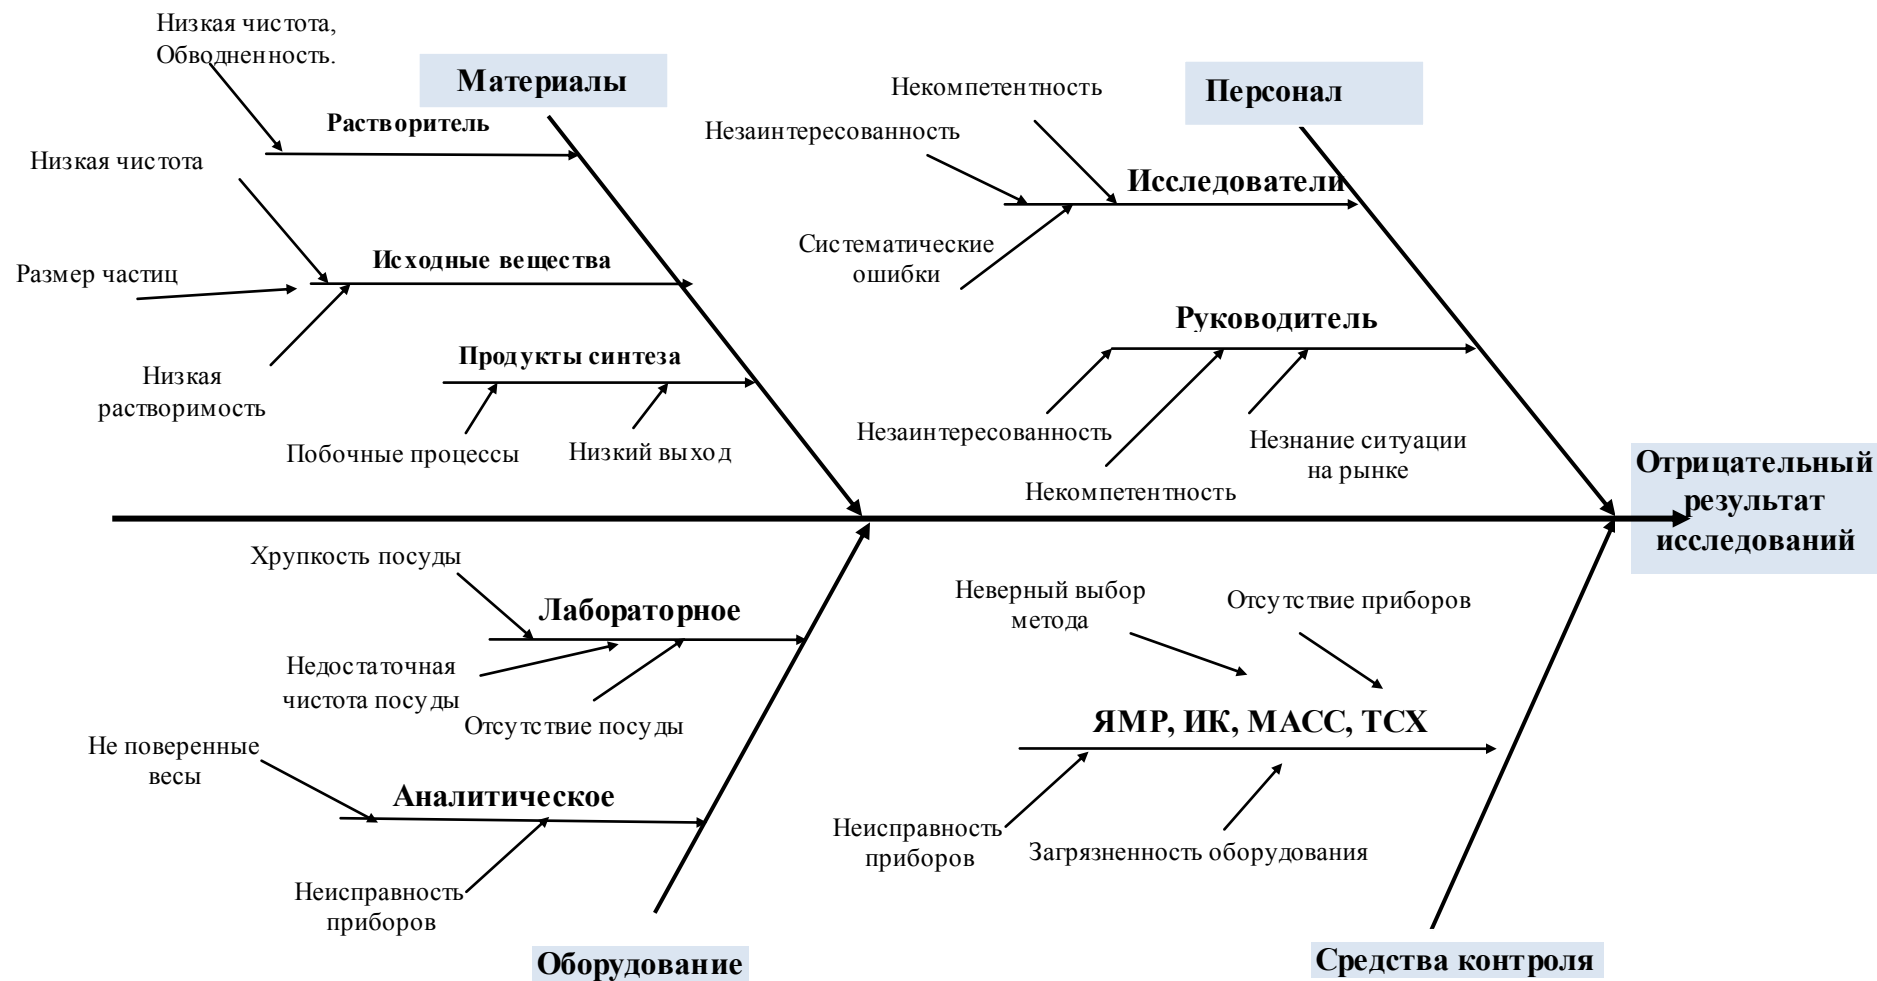 Низкая чистота,
Обводненность.
Материалы
Персонал
Некомпетентность
Растворитель
Незаинтересованность
Низкая чистота
Исследователи
Систематические
ошибки
Исходные вещества
Размер частиц
Руководитель
Продукты синтеза
Низкая
растворимость
Побочные процессы
Низкий выход
Незаинтересованность
Незнание ситуации
на рынке
Некомпетентность
Отрицательный
результат
исследований
Хрупкость посуды
Лабораторное
Неверный выбор
метода
Отсутствие приборов
Недостаточная
чистота посуды
Отсутствие посуды
ЯМР, ИК, МАСС, ТСХ
Не поверенные
весы
Аналитическое
Неисправность
приборов
Загрязненность оборудования
Неисправность
приборов
Оборудование
Средства контроля